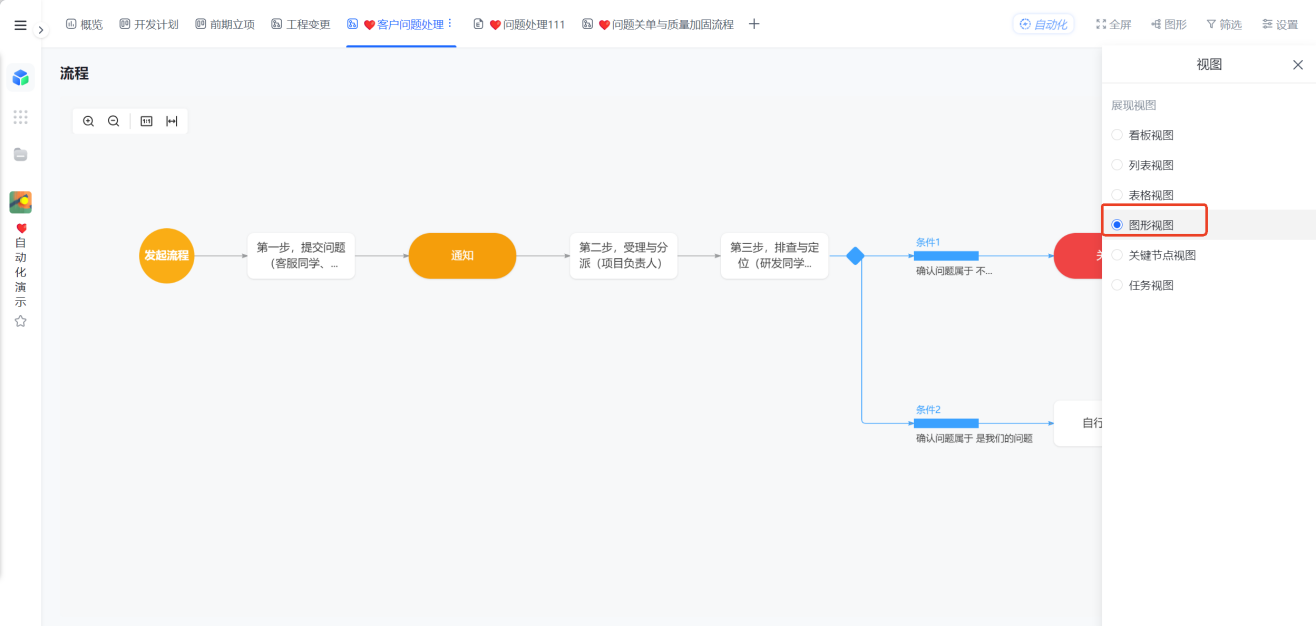 概览
开发计划
前期立项
工程变更
客户问题处理
问题处理111
问题关单与质量加固流程
自动化
全屏
图形
筛选
设置
流程
视图
展现视图
看板视图
列表视图
表格视图
图形视图
关键节点视图
任务视图
自动化演示
1:1
发起流程
第一步，提交问题
（客服同学、...
通知
第二步，受理与分
派（项目负责人）
第三步，排查与定
位（研发同学...
条件1
确认问题属于 不...
条件2
确认问题属于 是我们的问题
自行